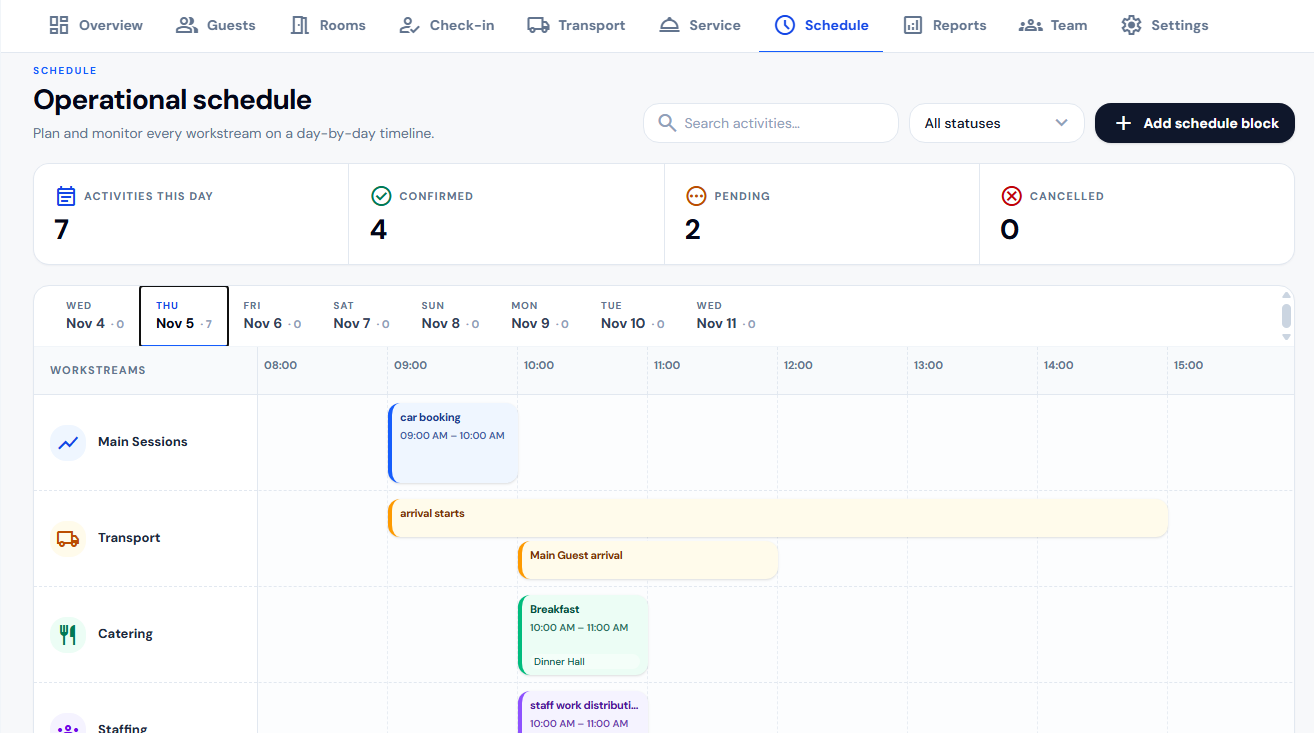 Overview Guests Rooms Check-in Transport Service Schedule Reports Team Settings
SCHEDULE
Operational schedule
Plan and monitor every workstream on a day-by-day timeline.
Search activities... All statuses Add schedule block
ACTIVITIES THIS DAY CONFIRMED PENDING CANCELLED
7 4 2 0
WED THU FRI SAT SUN MON TUE WED
Nov 4 · 0 Nov 5 · 7 Nov 6 · 0 Nov 7 · 0 Nov 8 · 0 Nov 9 · 0 Nov 10 · 0 Nov 11 · 0
WORKSTREAMS 08:00 09:00 10:00 11:00 12:00 13:00 14:00 15:00
Main Sessions
car booking
09:00 AM – 10:00 AM
Transport
arrival starts
Main Guest arrival
Catering
Breakfast
10:00 AM – 11:00 AM
Dinner Hall
Staffing
staff work distributi...
10:00 AM – 11:00 AM